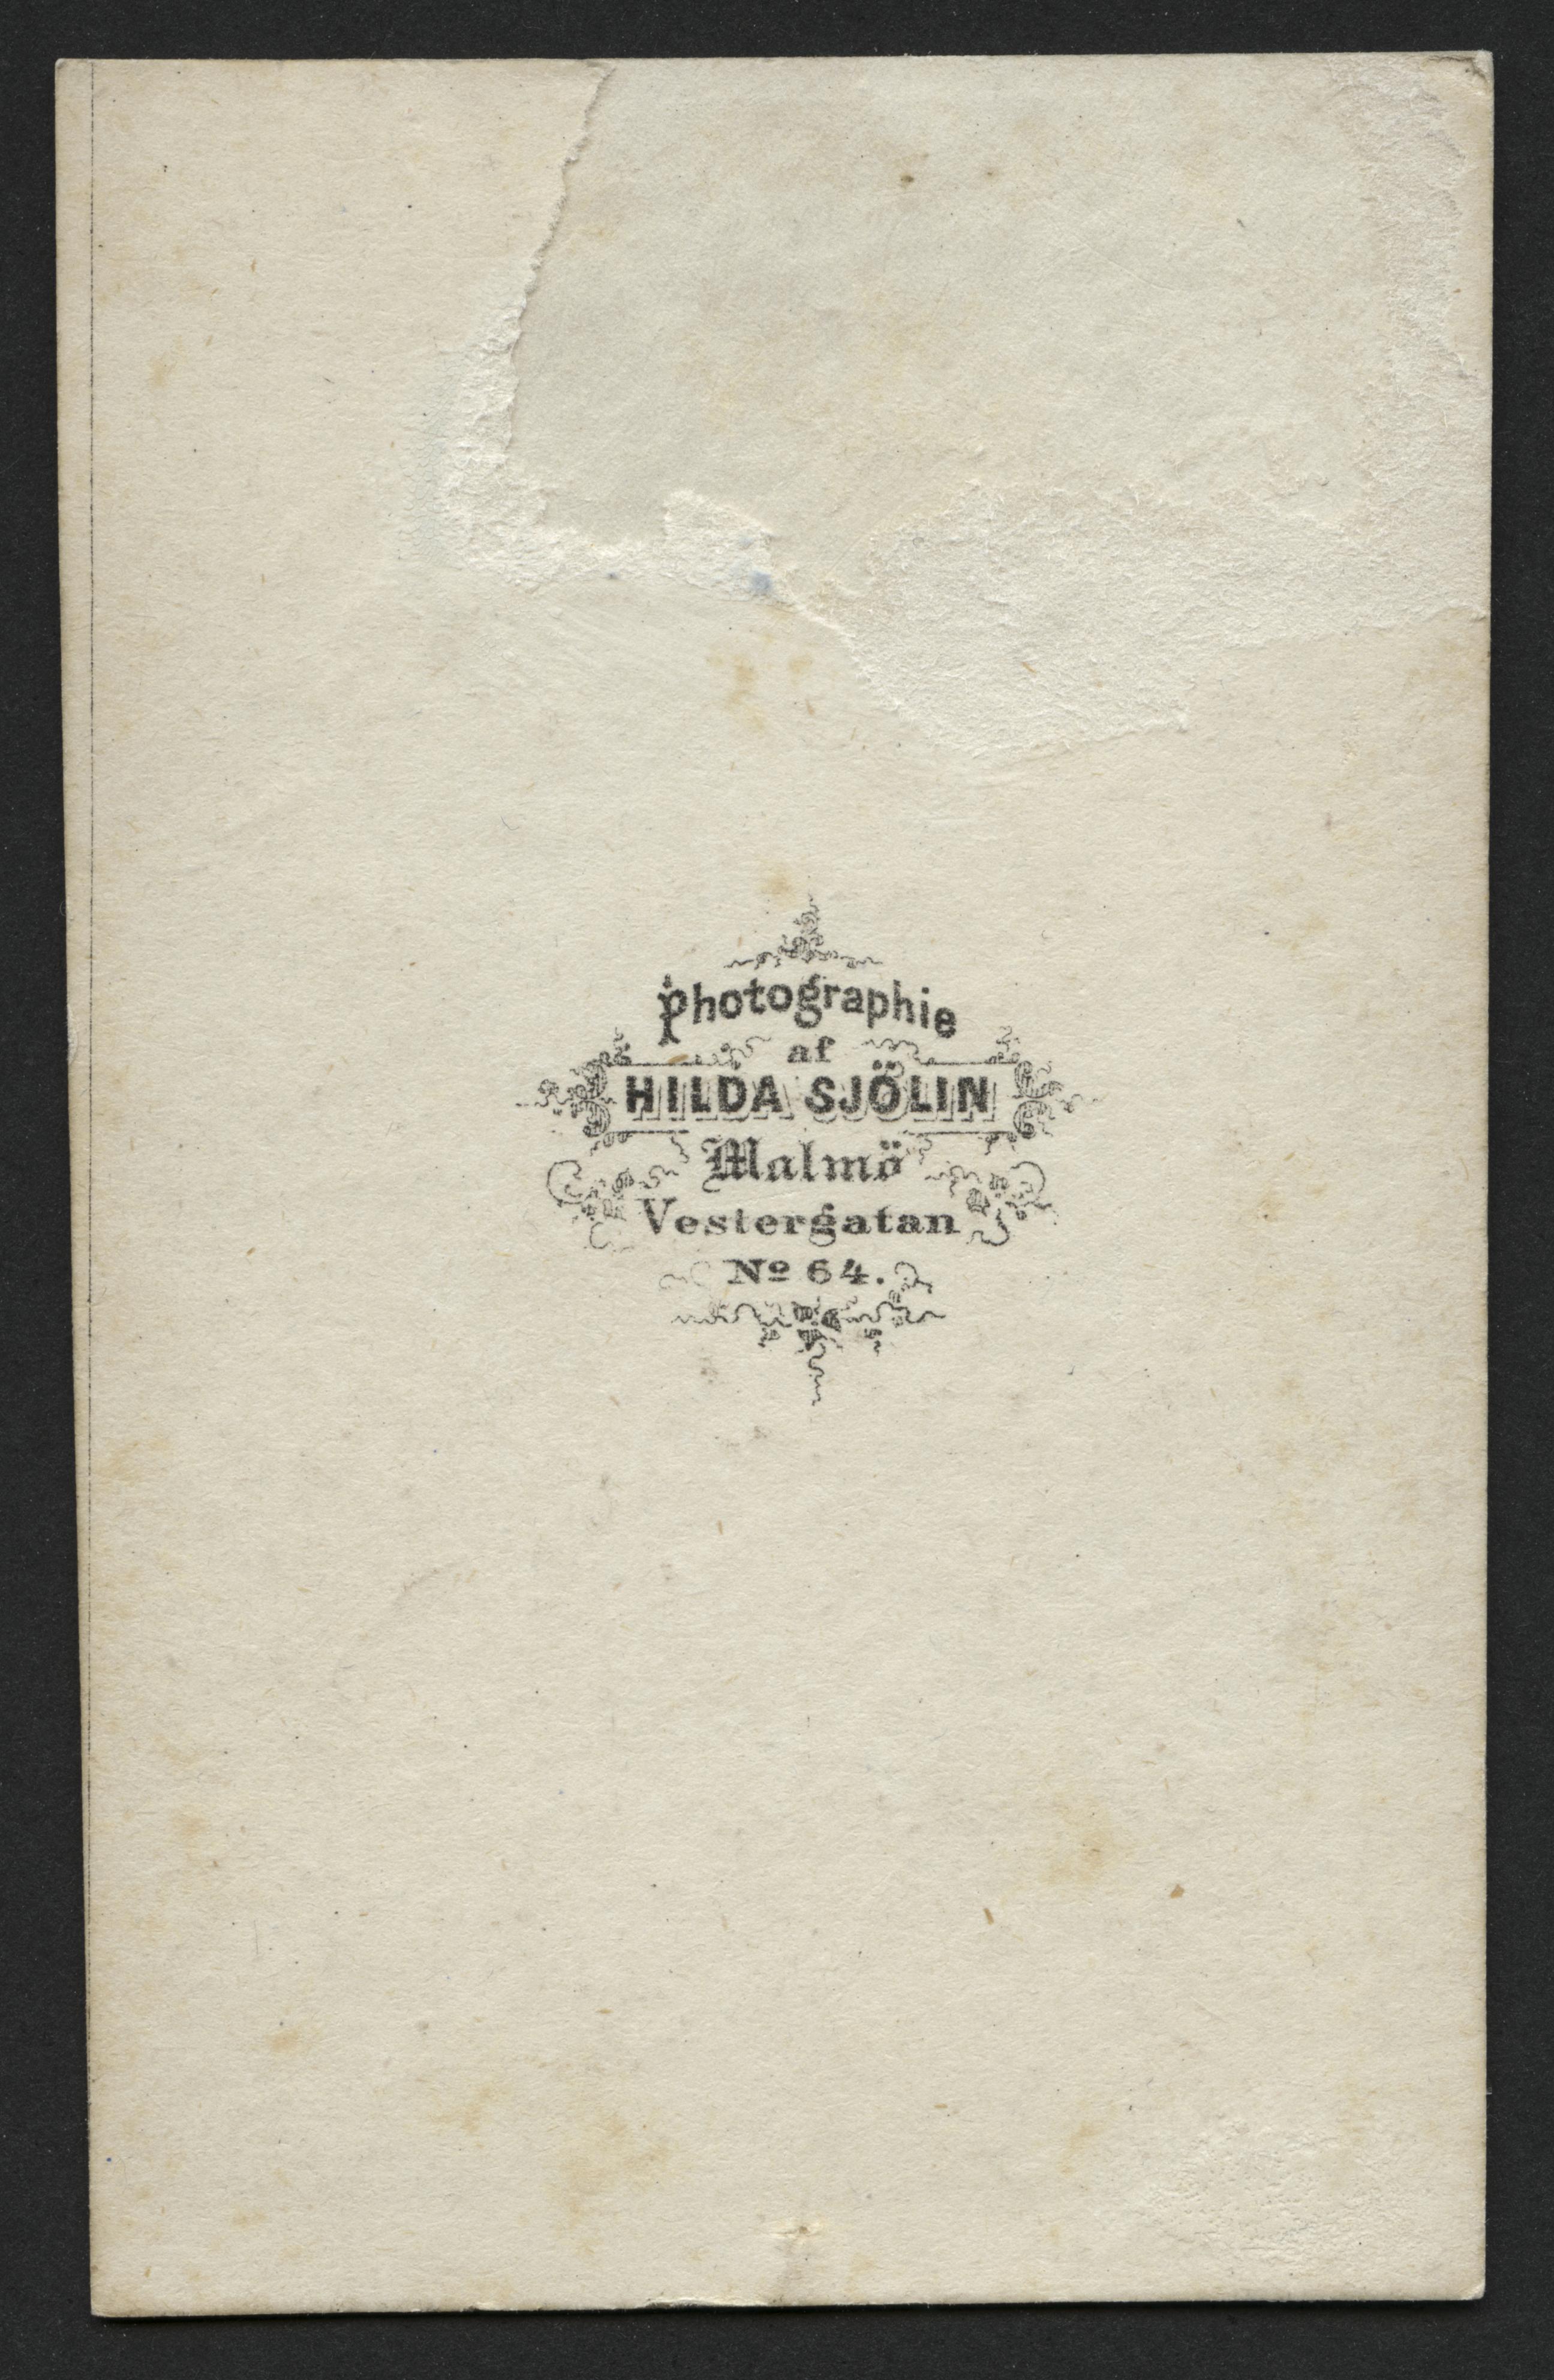 Photographie
af
HILDA SJÖLIN
Malmö
Vestergatan
Nº 64.